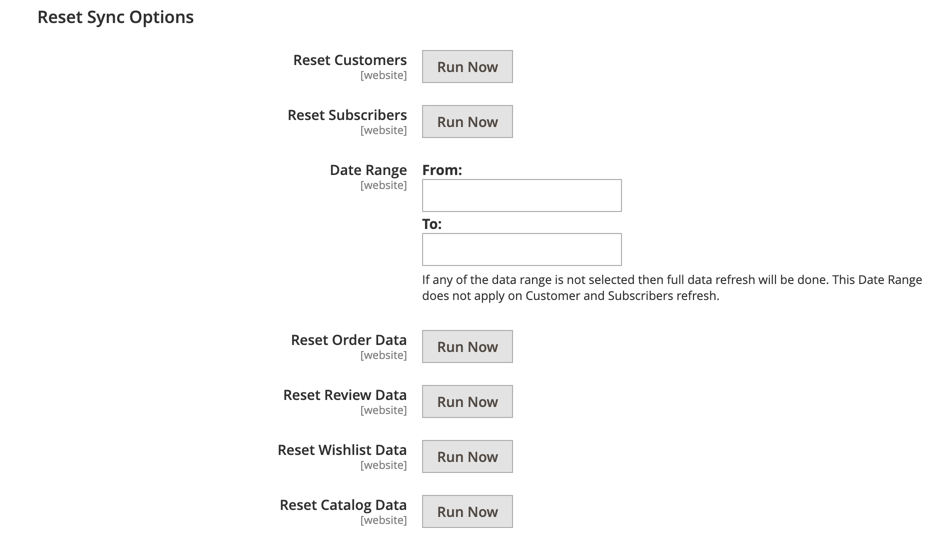 Reset Sync Options
Reset Customers
[website]
Run Now
Reset Subscribers
[website]
Run Now
Date Range
[website]
From:
To:
If any of the data range is not selected then full data refresh will be done. This Date Range
does not apply on Customer and Subscribers refresh.
Reset Order Data
[website]
Run Now
Reset Review Data
[website]
Run Now
Reset Wishlist Data
[website]
Run Now
Reset Catalog Data
[website]
Run Now